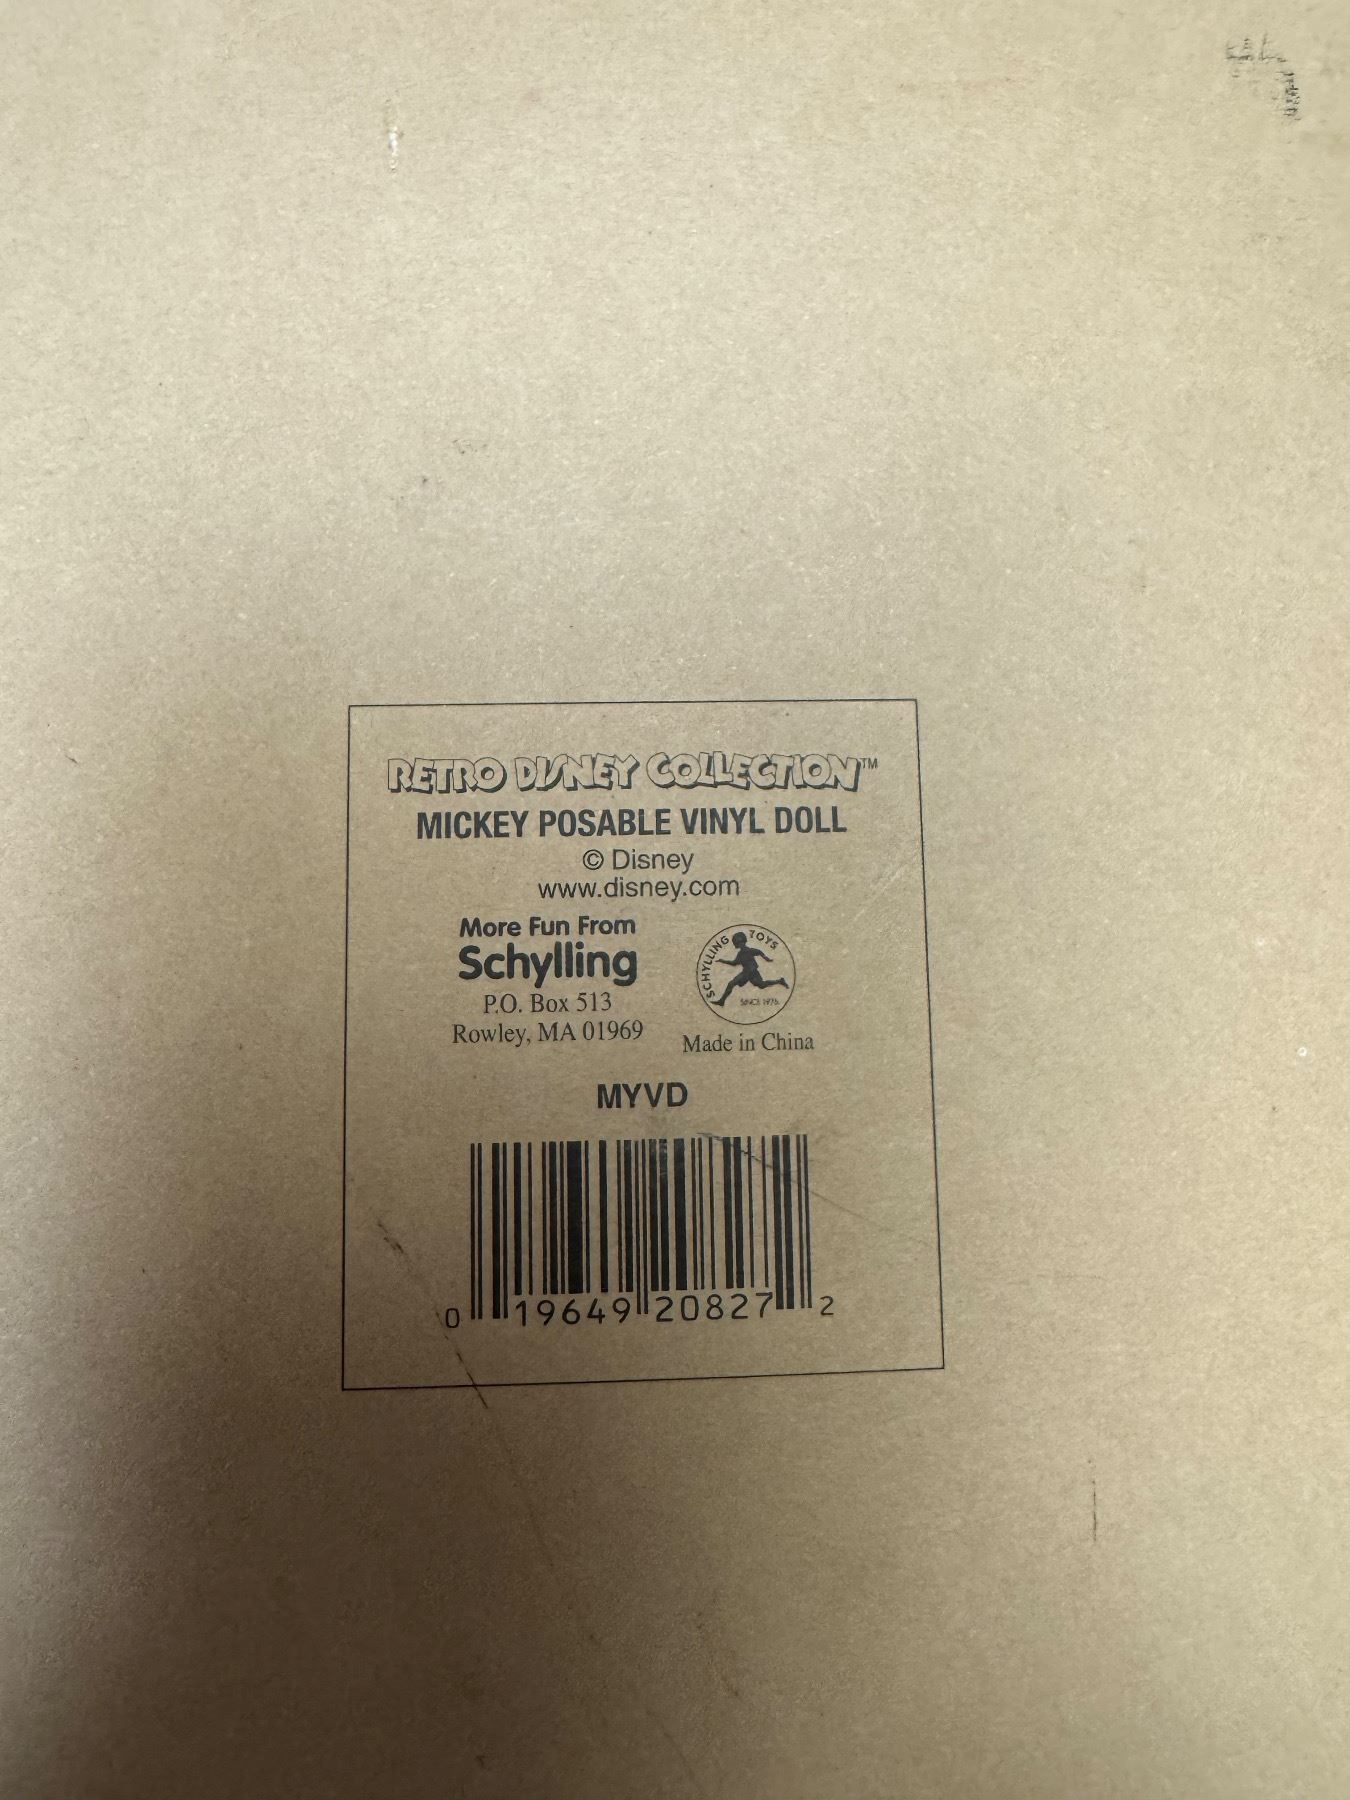 RETRO DISNEY COLLECTION™
MICKEY POSABLE VINYL DOLL
© Disney
www.disney.com
More Fun From
Schylling
P.O. Box 513
Rowley, MA 01969
SCHYLLING TOYS
SINCE 1975
Made in China
MYVD
0 19649 20827 2